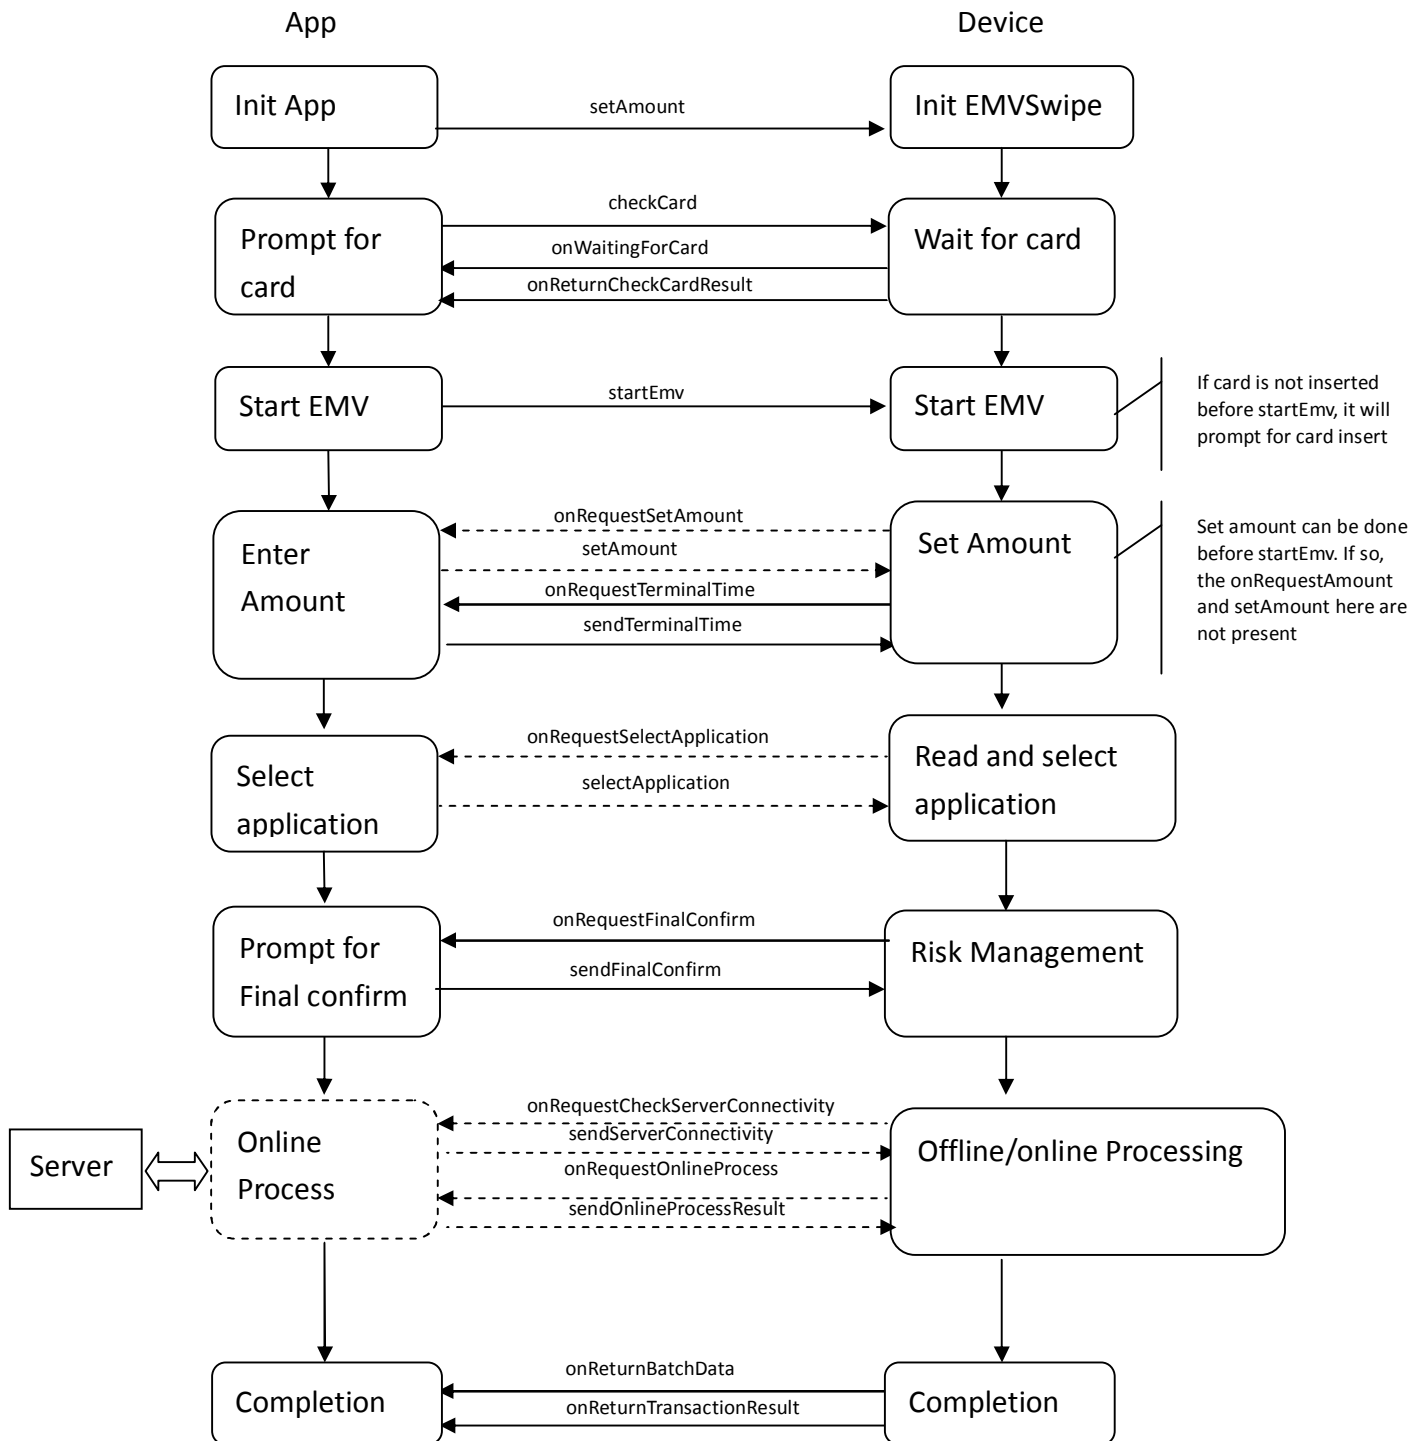 App
Device
Init App
setAmount
Init EMVSwipe
Prompt for
card
checkCard
onWaitingForCard
onReturnCheckCardResult
Wait for card
Start EMV
startEmv
Start EMV
If card is not inserted
before startEmv, it will
prompt for card insert
Enter
Amount
onRequestSetAmount
setAmount
onRequestTerminalTime
sendTerminalTime
Set Amount
Set amount can be done
before startEmv. If so,
the onRequestAmount
and setAmount here are
not present
Select
application
onRequestSelectApplication
selectApplication
Read and select
application
Prompt for
Final confirm
onRequestFinalConfirm
sendFinalConfirm
Risk Management
Server
Online
Process
onRequestCheckServerConnectivity
sendServerConnectivity
onRequestOnlineProcess
sendOnlineProcessResult
Offline/online Processing
Completion
onReturnBatchData
onReturnTransactionResult
Completion